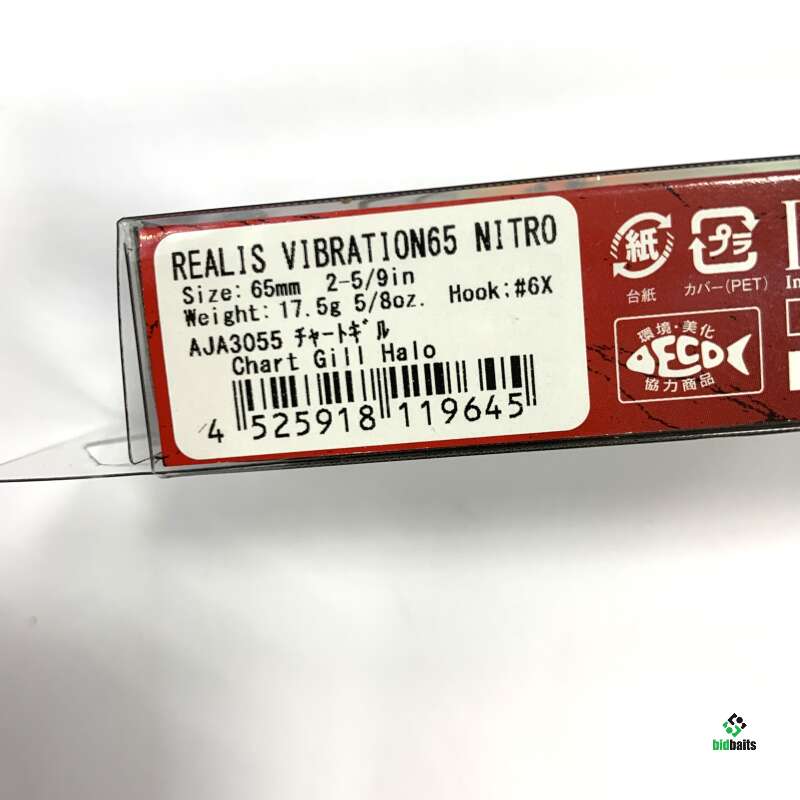 REALIS VIBRATION65 NITRO
Size: 65mm 2-5/9in
Weight: 17.5g 5/8oz. Hook:#6X
AJA3055 ﾁｬｰﾄｷﾞﾙ
Chart Gill Halo
4 525918 119645
紙
台紙
プラ
カバー(PET)
環境・美化
ECO
協力商品
bidbaits